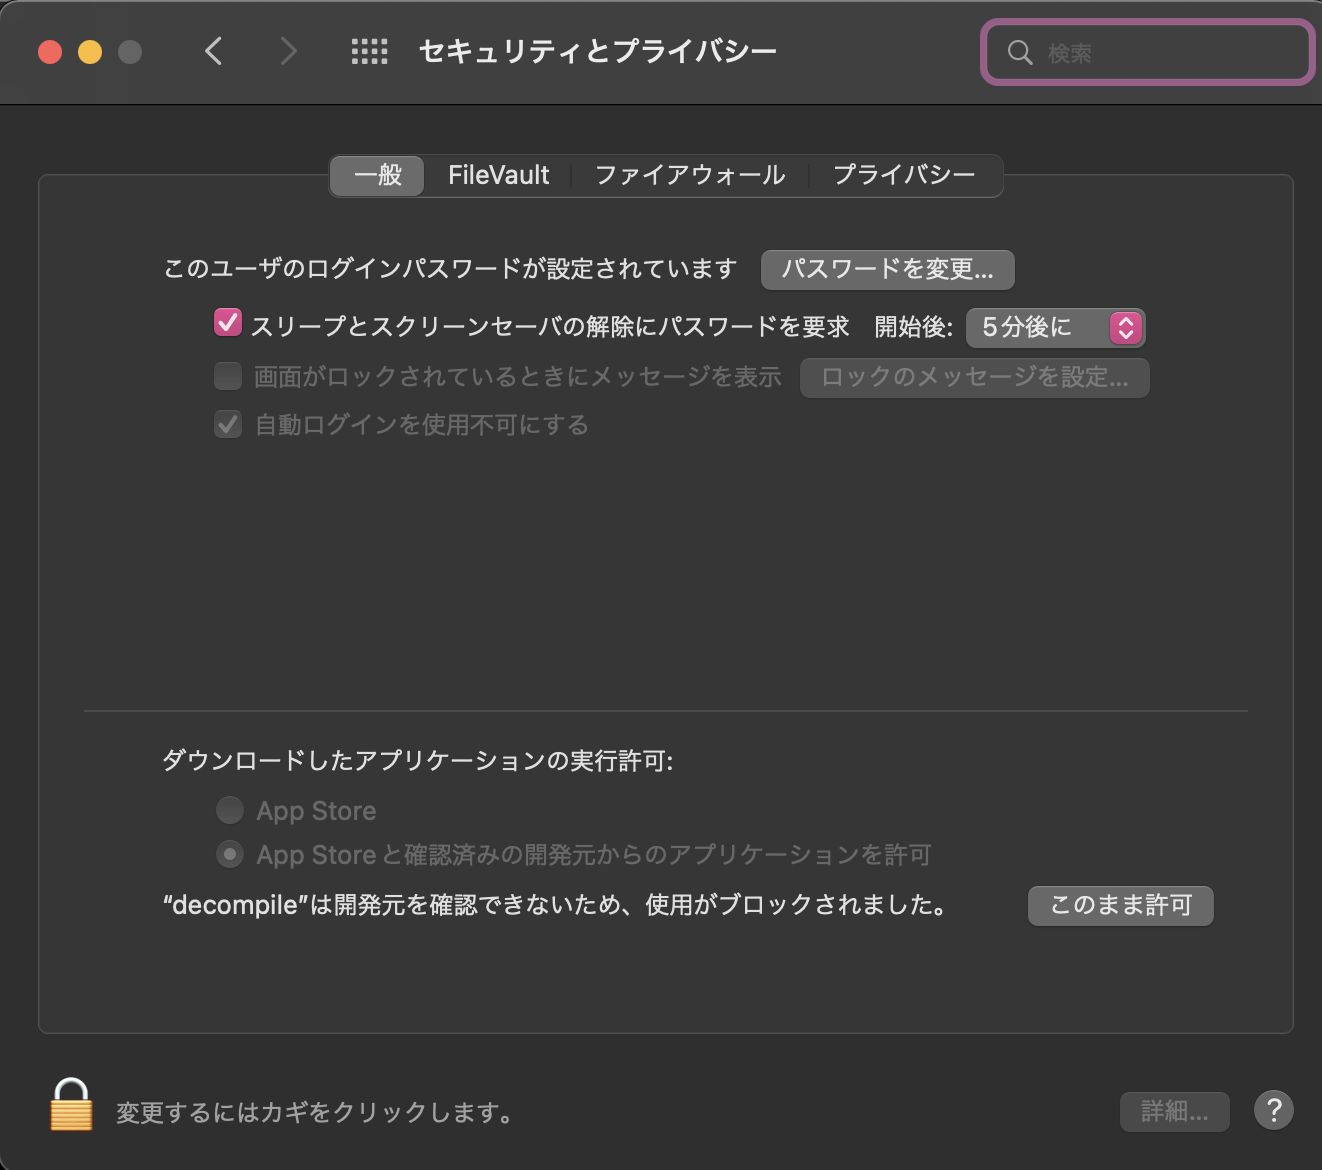 セキュリティとプライバシー
検索
一般 FileVault ファイアウォール プライバシー
このユーザのログインパスワードが設定されています パスワードを変更...
スリープとスクリーンセーバの解除にパスワードを要求 開始後: 5分後に
画面がロックされているときにメッセージを表示 ロックのメッセージを設定...
自動ログインを使用不可にする
ダウンロードしたアプリケーションの実行許可:
App Store
App Storeと確認済みの開発元からのアプリケーションを許可
“decompile”は開発元を確認できないため、使用がブロックされました。 このまま許可
変更するにはカギをクリックします。 詳細... ?